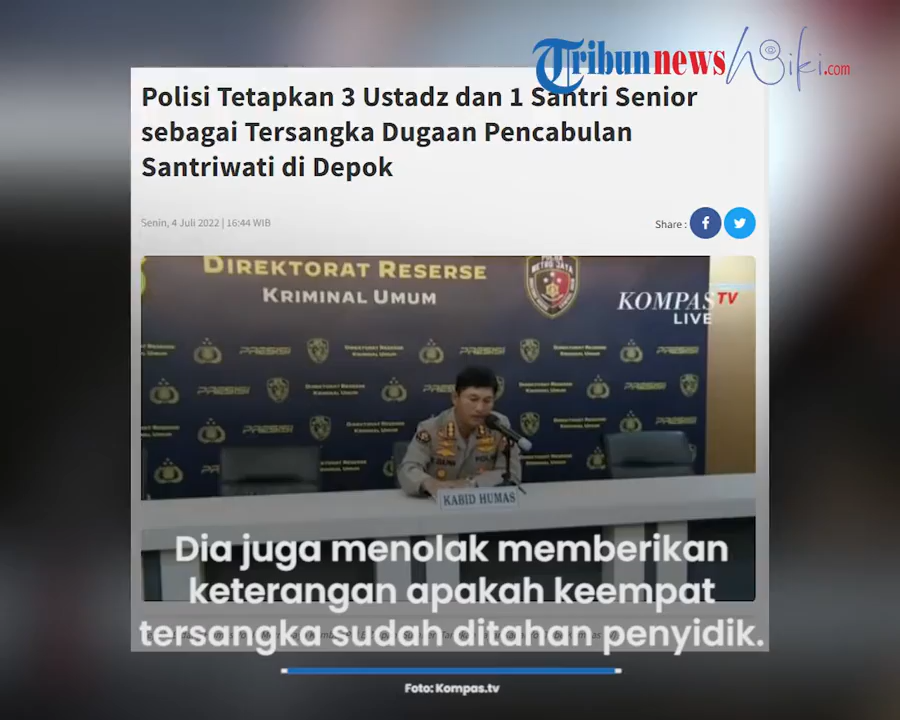 Tribunnews Wiki.com
Polisi Tetapkan 3 Ustadz dan 1 Santri Senior
sebagai Tersangka Dugaan Pencabulan
Santriwati di Depok
Senin, 4 Juli 2022 | 16:44 WIB
Share :
DIREKTORAT RESERSE
KRIMINAL UMUM
KOMPAS TV
LIVE
KABID HUMAS
Dia juga menolak memberikan
keterangan apakah keempat
tersangka sudah ditahan penyidik.
Foto: Kompas.tv